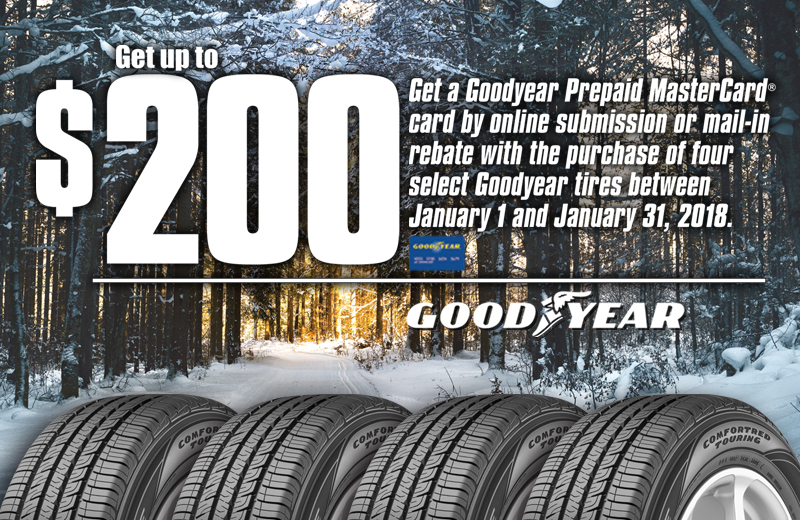 Get up to
$200
Get a Goodyear Prepaid MasterCard®
card by online submission or mail-in
rebate with the purchase of four
select Goodyear tires between
January 1 and January 31, 2018.
GOODYEAR
GOODYEAR
COMFORTRED
TOURING
COMFORTRED
TOURING
COMFORTRED
TOURING
COMFORTRED
TOURING